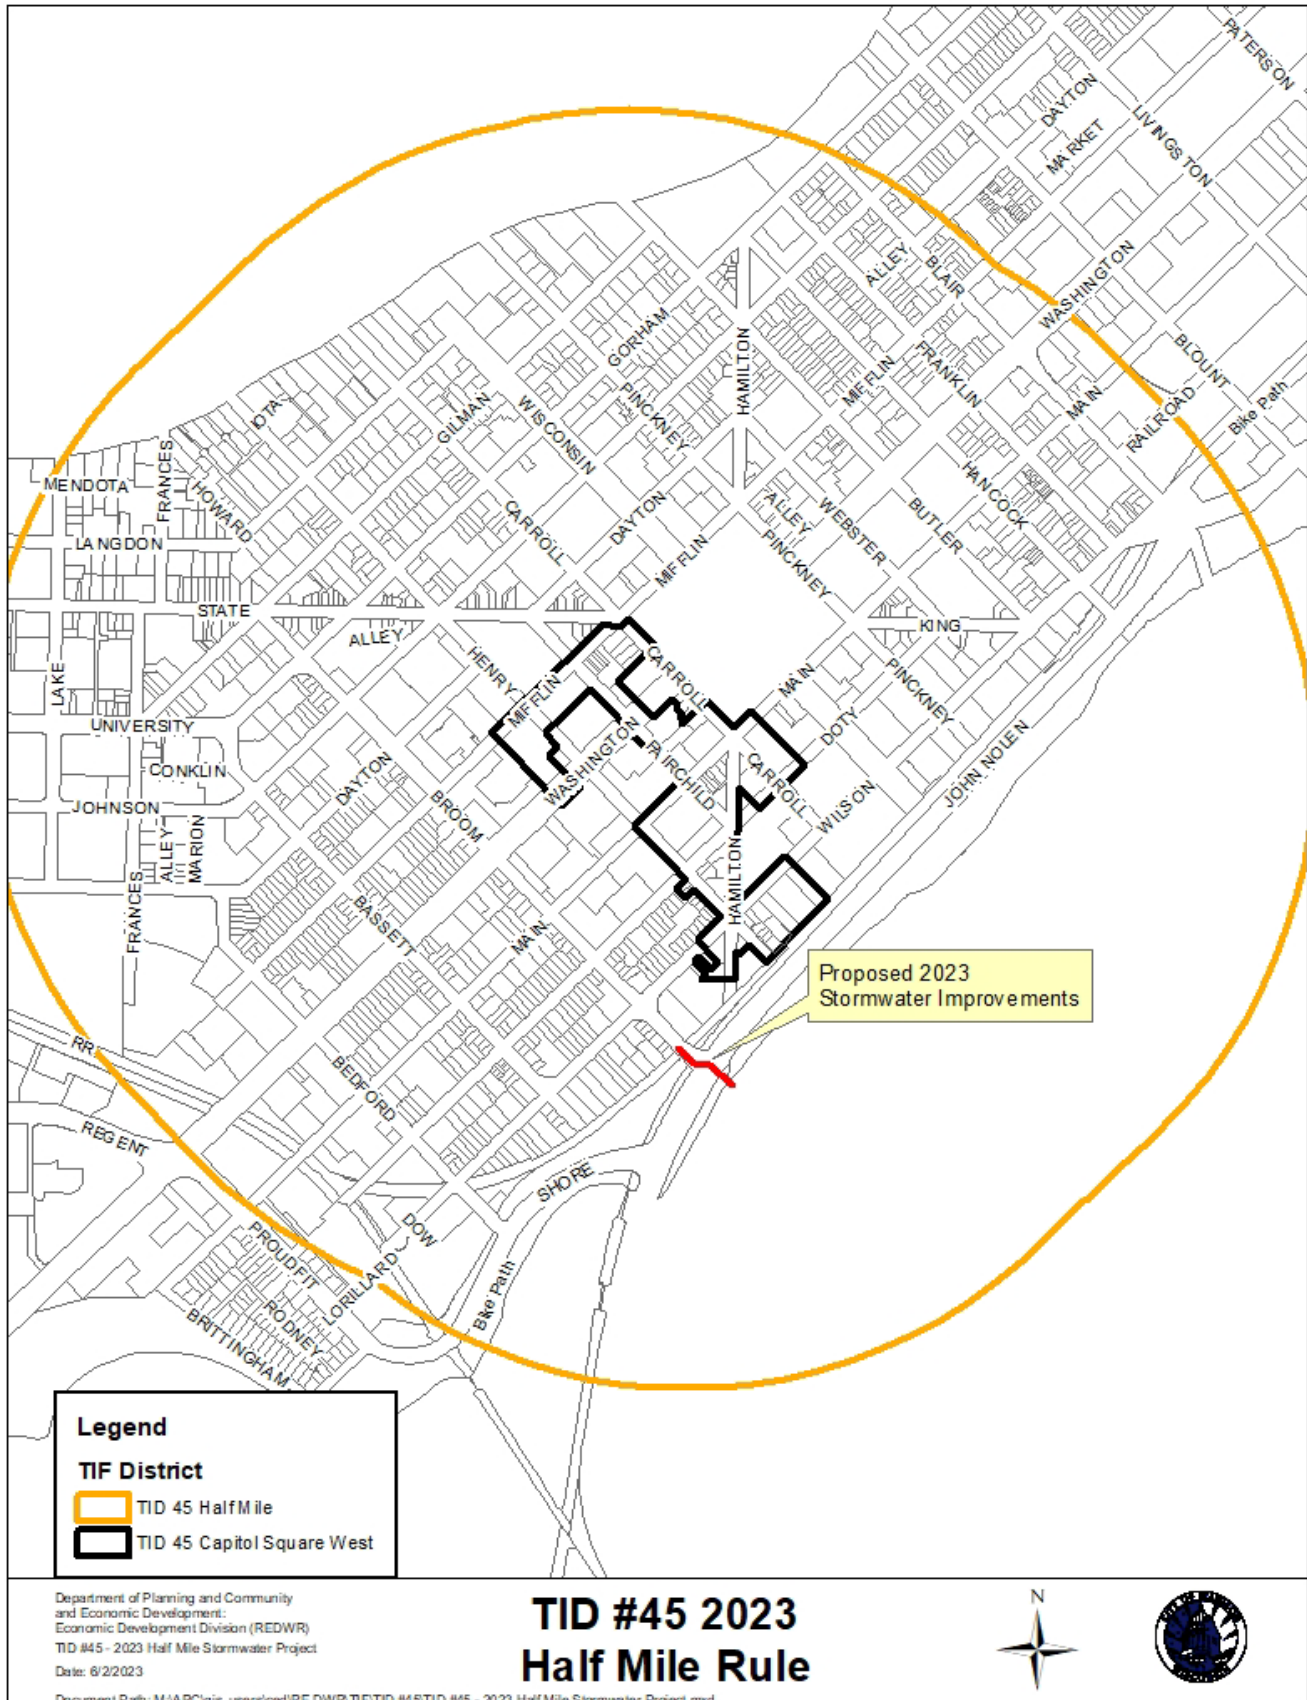 PATERSON
DAYTON
LIVINGSTON
MARKET
ALLEY
BLAIR
WASHINGTON
GORHAM
HAMILTON
BLOUNT
FRANKLIN
MIFFLIN
PINCKNEY
MAIN
RAILROAD
Bike Path
IOTA
GILMAN
WISCONSIN
FRANCES
MENDOTA
HOWARD
HANCOCK
CARROLL
DAYTON
ALLEY
WEBSTER
BUTLER
LANGDON
MIFFLIN
PINCKNEY
STATE
ALLEY
KING
HENRY
CARROLL
LAKE
MIFFLIN
MAIN
PINCKNEY
UNIVERSITY
WASHINGTON
DOTY
FAIRCHILD
JOHN NOLEN
CONKLIN
DAYTON
CARROLL
JOHNSON
BROOM
WILSON
ALLEY
MARION
HAMILTON
FRANCES
BASSETT
MAIN
Proposed 2023
Stormwater Improvements
RR
BEDFORD
REGENT
SHORE
DOW
PROUDFIT
LORILLARD
Bike Path
RODNEY
BRITTINGHAM
Legend
TIF District
TID 45 Half Mile
TID 45 Capitol Square West
Department of Planning and Community
and Economic Development:
Economic Development Division (REDWR)
TID #45 - 2023 Half Mile Stormwater Project
Date: 6/2/2023
TID #45 2023
Half Mile Rule
N